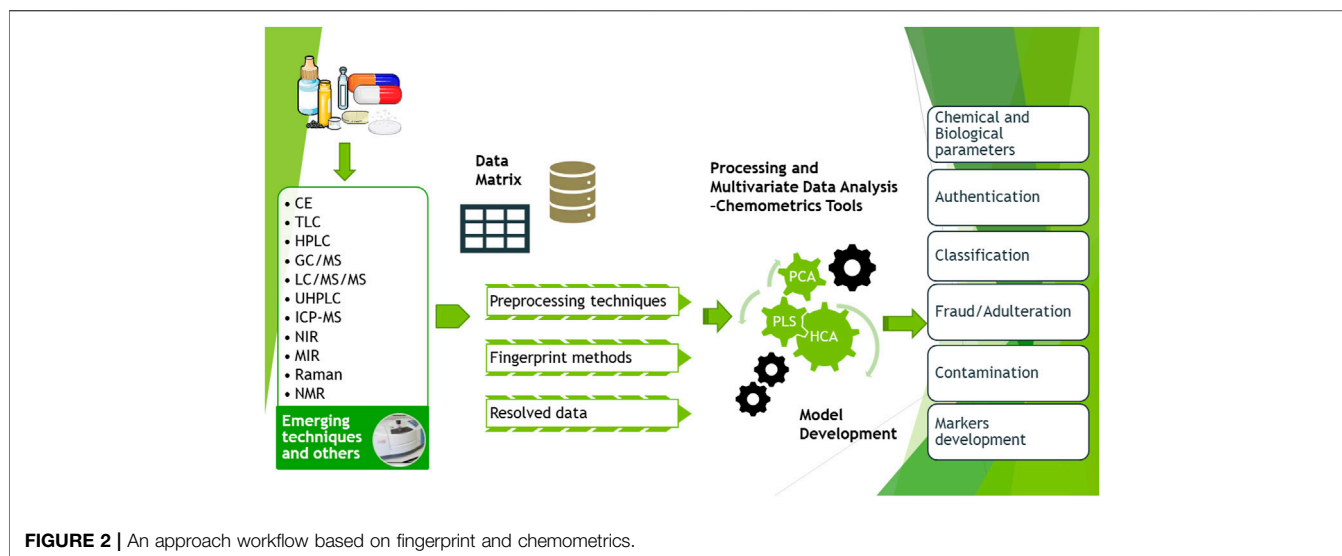 • CE
• TLC
• HPLC
• GC/MS
• LC/MS/MS
• UHPLC
• ICP-MS
• NIR
• MIR
• Raman
• NMR
Emerging
techniques
and others
Data
Matrix
Preprocessing techniques
Fingerprint methods
Resolved data
Processing and
Multivariate Data Analysis
-Chemometrics Tools
PCA
PLS
HCA
Model
Development
Chemical and
Biological
parameters
Authentication
Classification
Fraud/Adulteration
Contamination
Markers
development
FIGURE 2 | An approach workflow based on fingerprint and chemometrics.